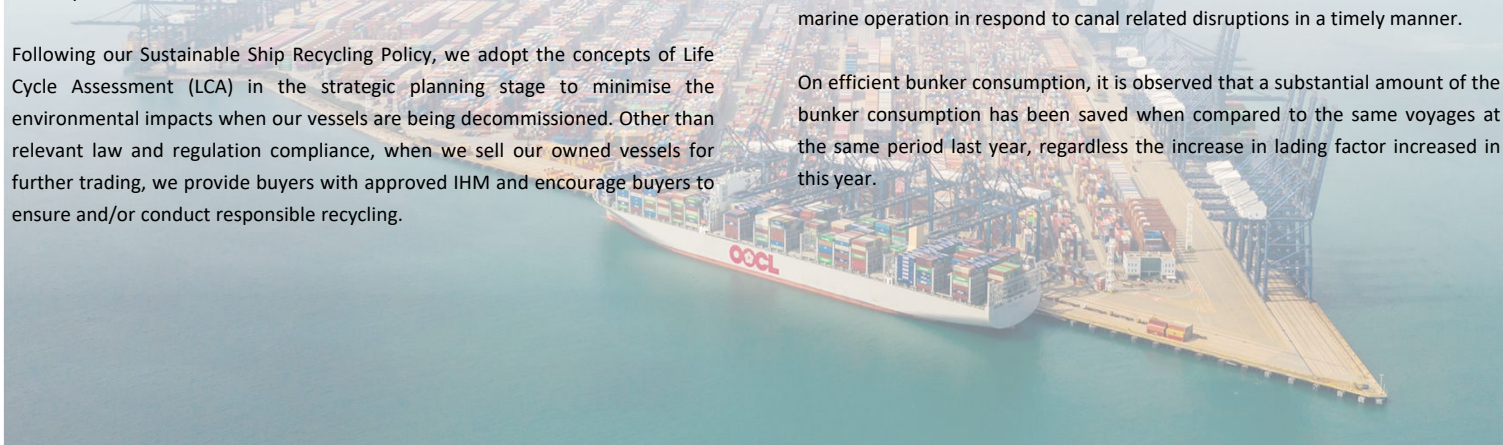 Following our Sustainable Ship Recycling Policy, we adopt the concepts of Life
Cycle Assessment (LCA) in the strategic planning stage to minimise the
environmental impacts when our vessels are being decommissioned. Other than
relevant law and regulation compliance, when we sell our owned vessels for
further trading, we provide buyers with approved IHM and encourage buyers to
ensure and/or conduct responsible recycling.
marine operation in respond to canal related disruptions in a timely manner.
On efficient bunker consumption, it is observed that a substantial amount of the
bunker consumption has been saved when compared to the same voyages at
the same period last year, regardless the increase in lading factor increased in
this year.
OOCL